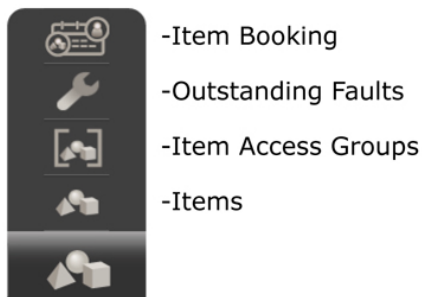 -Item Booking
-Outstanding Faults
-Item Access Groups
-Items